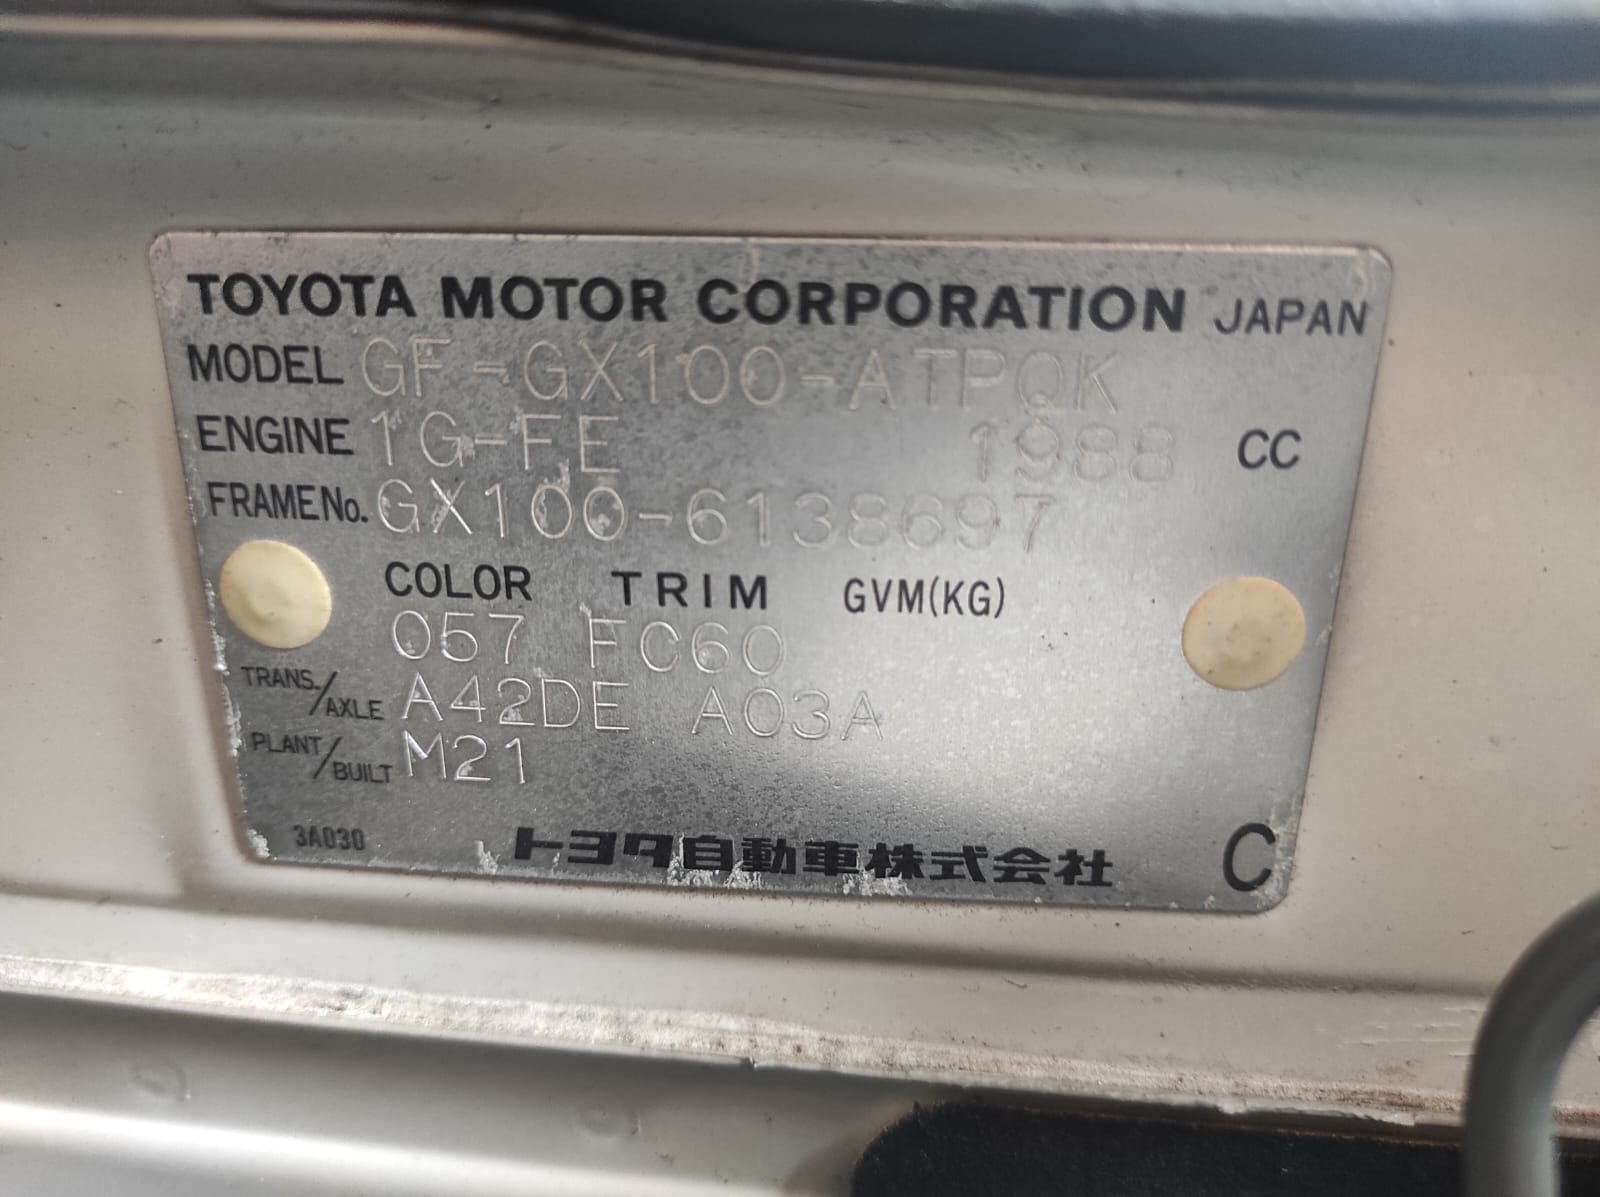 TOYOTA MOTOR CORPORATION JAPAN
MODEL GF-GX100-ATPQK
ENGINE 1G-FE 1988 CC
FRAME No. GX100-6138697
COLOR TRIM GVM(KG)
057 FC60
TRANS./AXLE A42DE A03A
PLANT/BUILT M21
3A030 トヨタ自動車株式会社 C